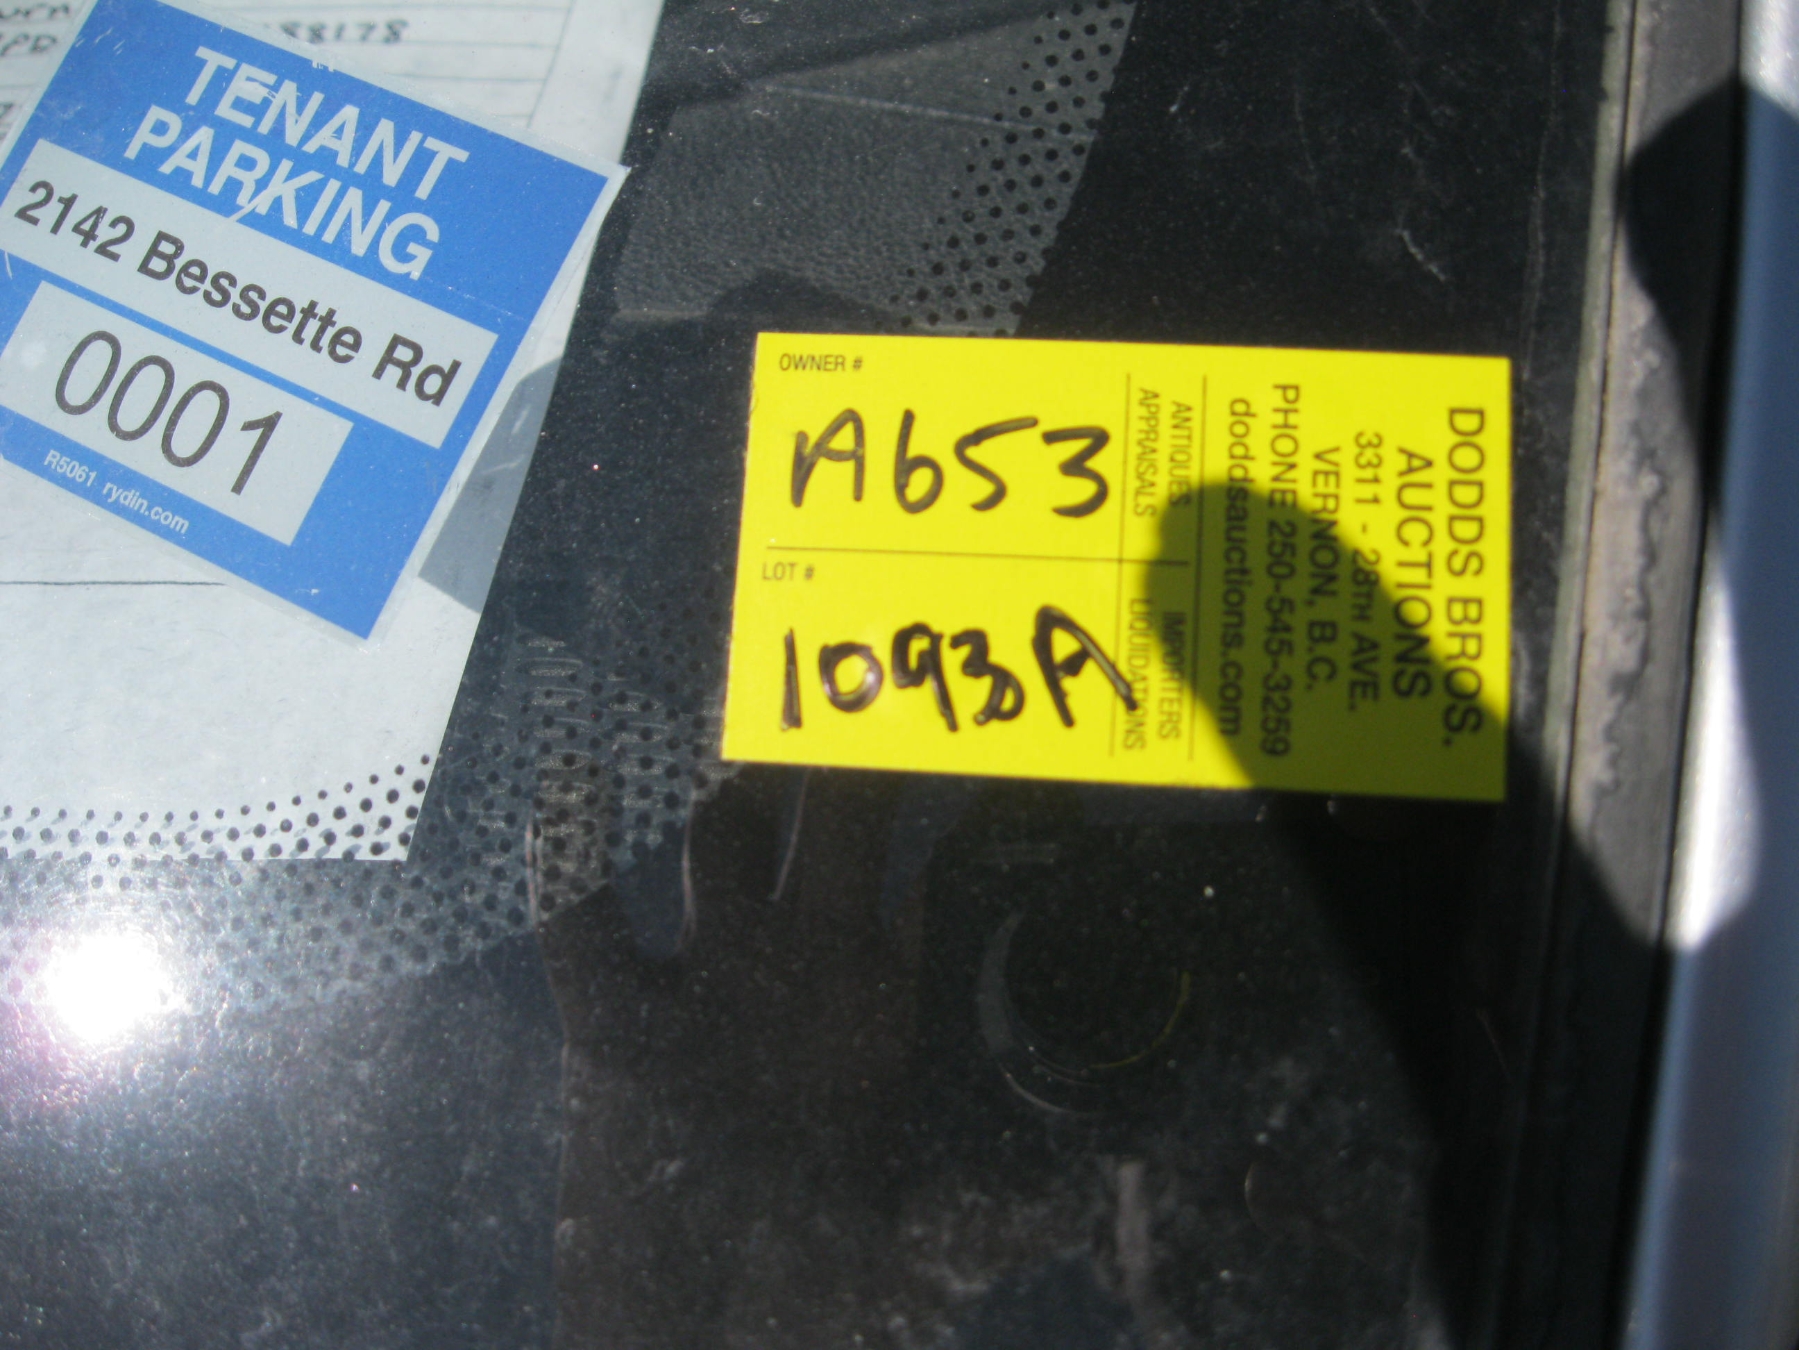 88178
TENANT
PARKING
2142 Bessette Rd
0001
R5061 rydin.com
OWNER #
A653
LOT #
1093A
ANTIQUES
APPRAISALS
IMPORTERS
LIQUIDATIONS
DODDS BROS.
AUCTIONS
3311 - 28TH AVE.
VERNON, B.C.
PHONE 250-545-3259
doddsauctions.com